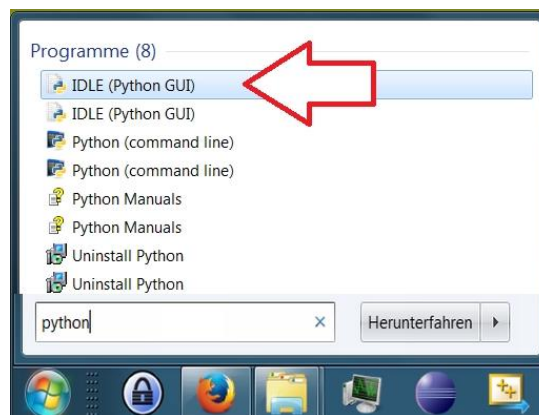 Programme (8)
IDLE (Python GUI)
IDLE (Python GUI)
Python (command line)
Python (command line)
Python Manuals
Python Manuals
Uninstall Python
Uninstall Python
python
Herunterfahren